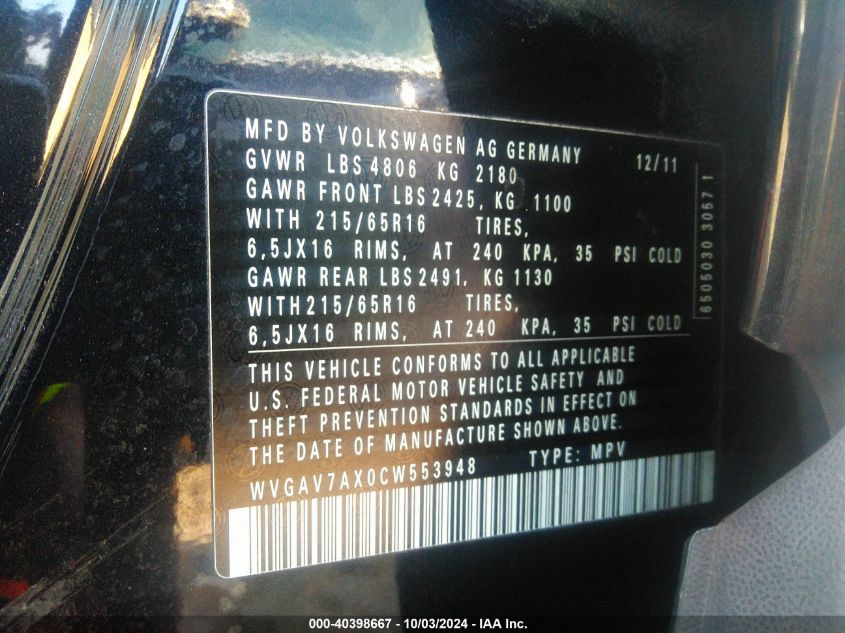 MFD BY VOLKSWAGEN AG GERMANY 12/11
GVWR LBS 4806 KG 2180
GAWR FRONT LBS 2425, KG 1100
WITH 215/65R16 TIRES,
6,5JX16 RIMS, AT 240 KPA, 35 PSI COLD
GAWR REAR LBS 2491, KG 1130
WITH 215/65R16 TIRES,
6,5JX16 RIMS, AT 240 KPA, 35 PSI COLD
6505030 3057 1
THIS VEHICLE CONFORMS TO ALL APPLICABLE
U.S. FEDERAL MOTOR VEHICLE SAFETY AND
THEFT PREVENTION STANDARDS IN EFFECT ON
THE DATE OF MANUFACTURE SHOWN ABOVE.
WVGAV7AX0CW553948 TYPE: MPV
000-40398667 - 10/03/2024 - IAA Inc.